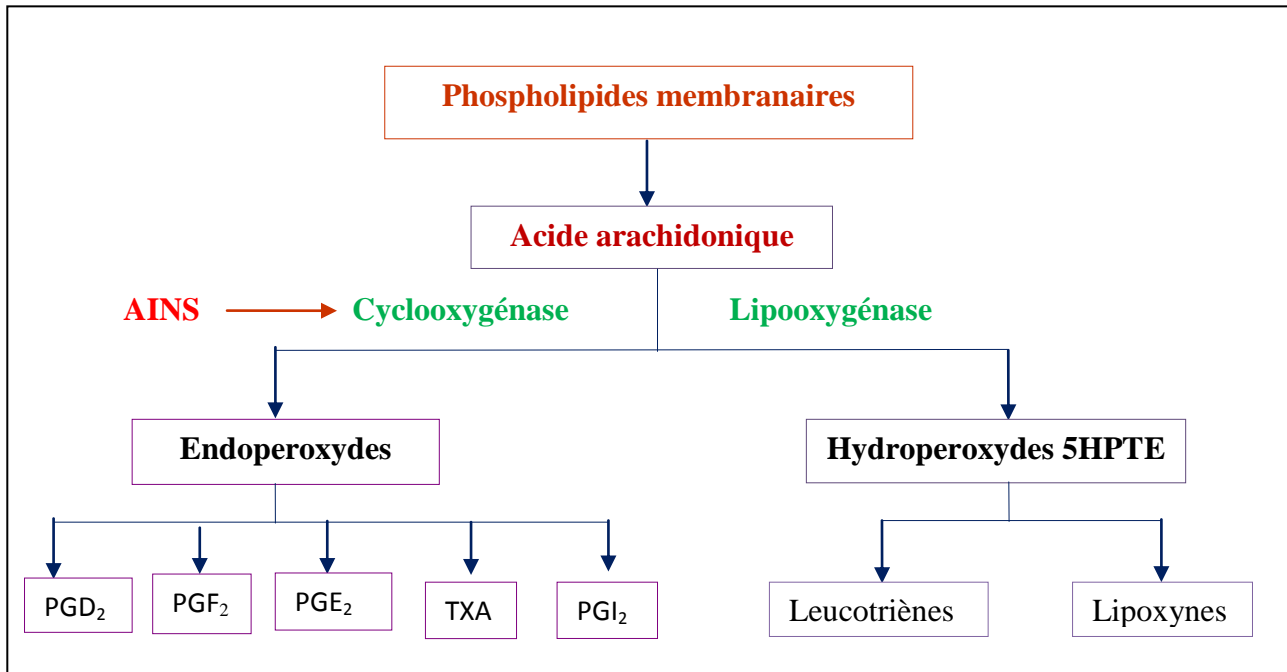 Phospholipides membranaires
Acide arachidonique
AINS Cyclooxygénase Lipooxygénase
Endoperoxydes Hydroperoxydes 5HPTE
PGD₂ PGF₂ PGE₂ TXA PGI₂ Leucotriènes Lipoxynes